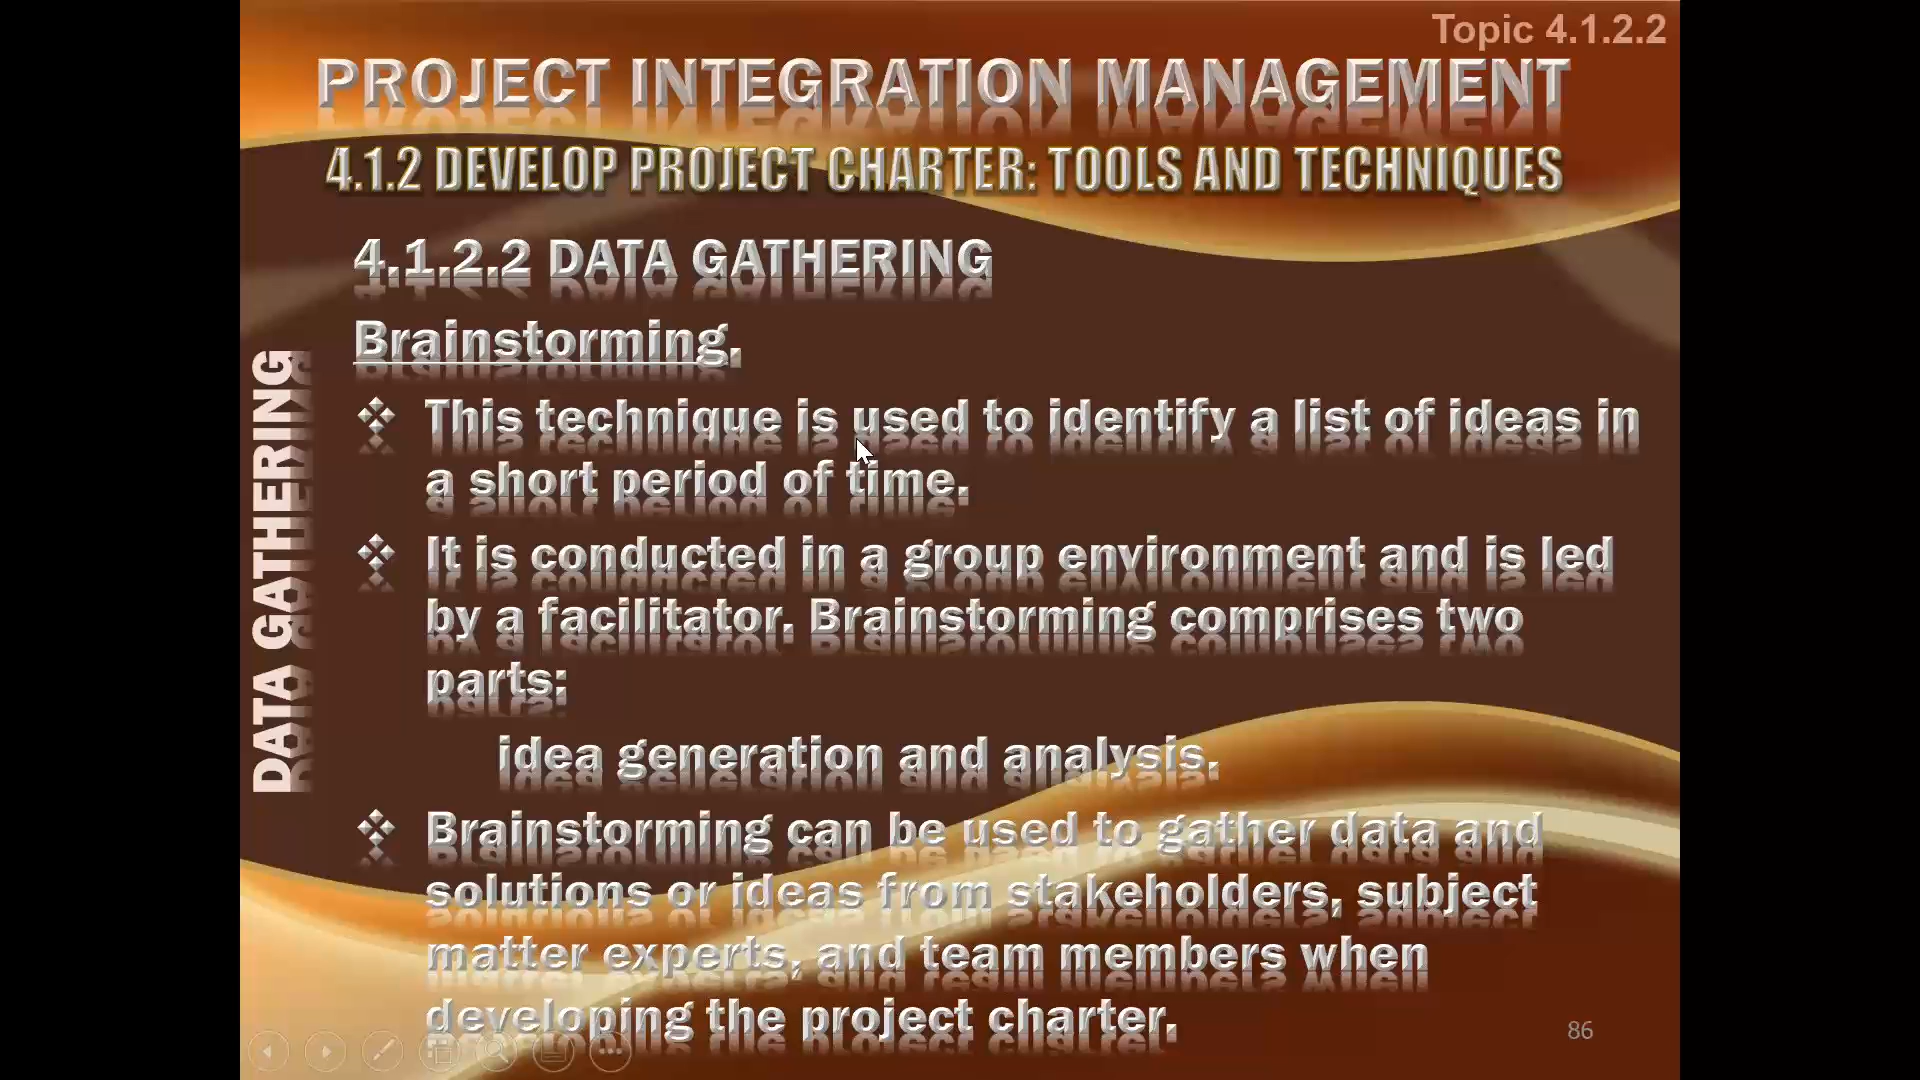 Topic 4.1.2.2
PROJECT INTEGRATION MANAGEMENT
4.1.2 DEVELOP PROJECT CHARTER: TOOLS AND TECHNIQUES
4.1.2.2 DATA GATHERING
Brainstorming.
❖ This technique is used to identify a list of ideas in
a short period of time.
❖ It is conducted in a group environment and is led
by a facilitator. Brainstorming comprises two
parts:
idea generation and analysis.
❖ Brainstorming can be used to gather data and
solutions or ideas from stakeholders, subject
matter experts, and team members when
developing the project charter.
DATA GATHERING
86